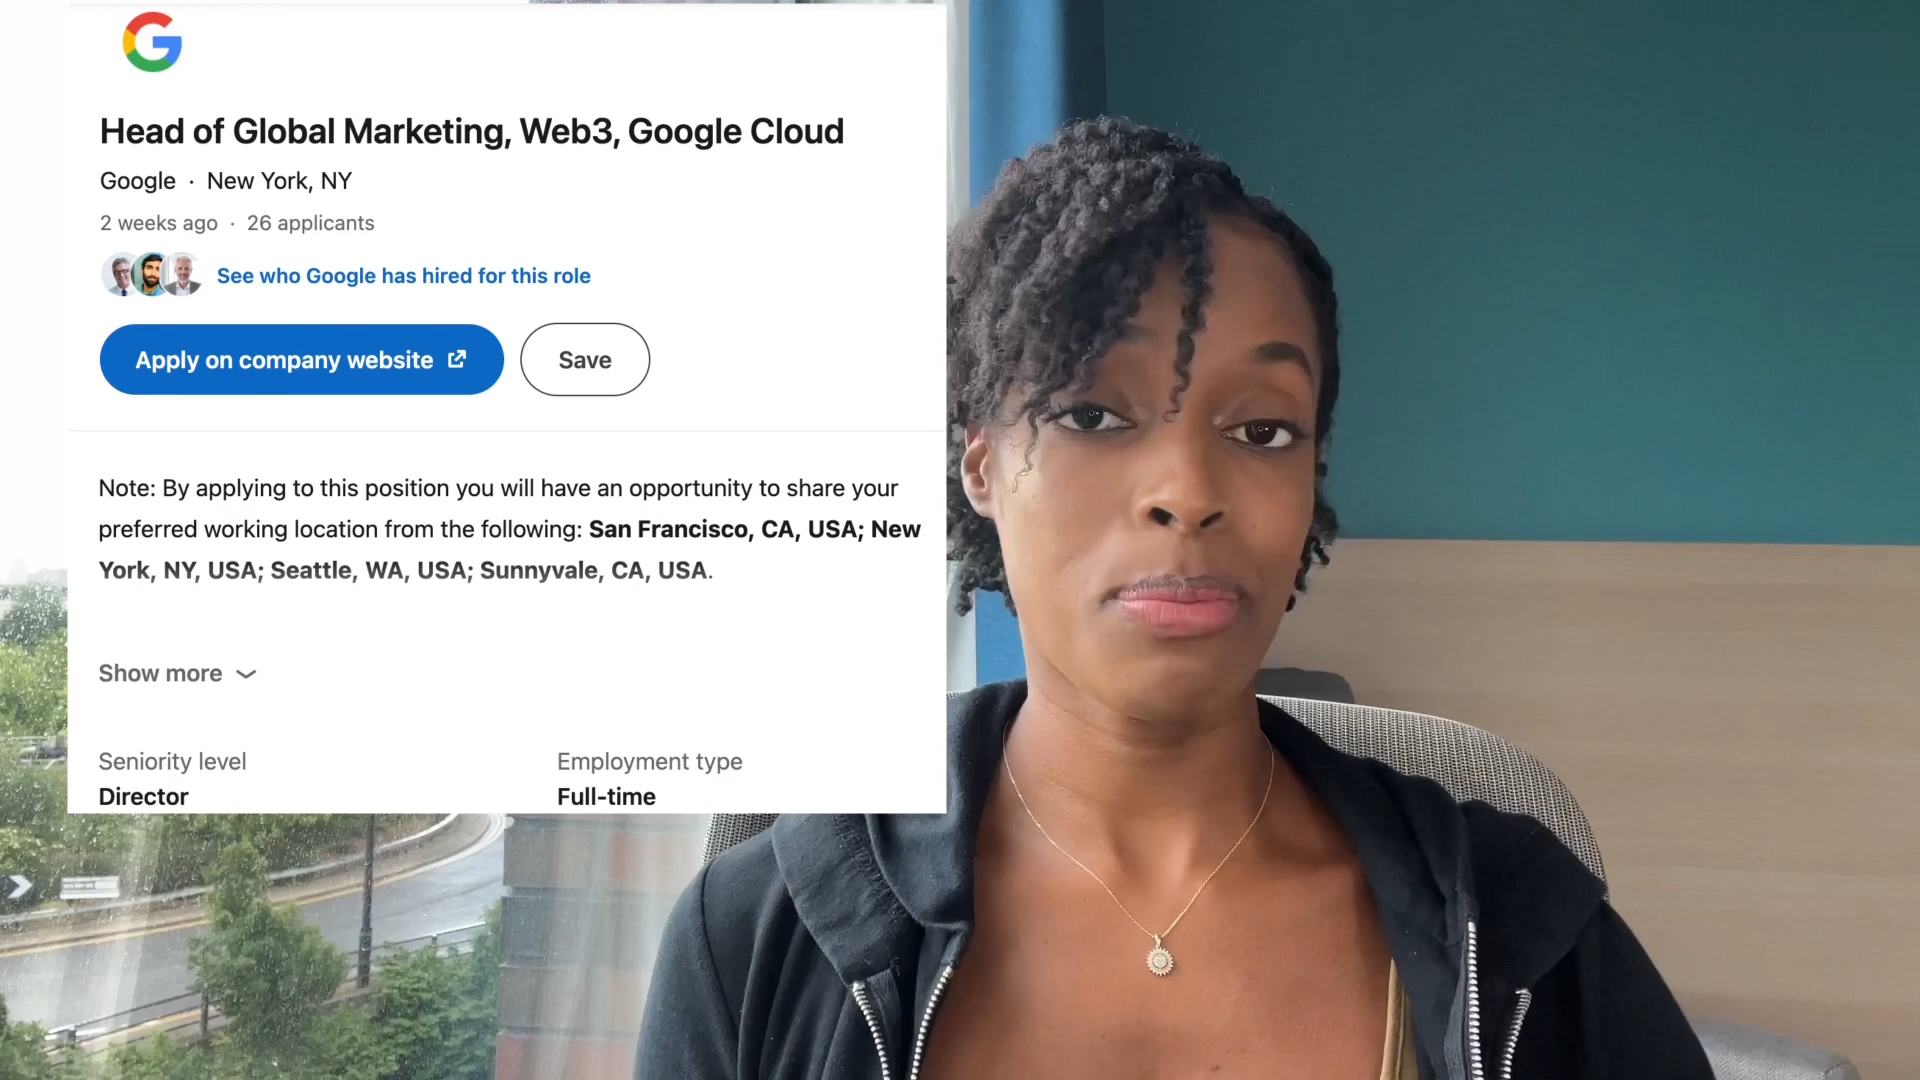 Head of Global Marketing, Web3, Google Cloud
Google · New York, NY
2 weeks ago · 26 applicants
See who Google has hired for this role
Apply on company website
Save
Note: By applying to this position you will have an opportunity to share your
preferred working location from the following: San Francisco, CA, USA; New
York, NY, USA; Seattle, WA, USA; Sunnyvale, CA, USA.
Show more
Seniority level
Director
Employment type
Full-time